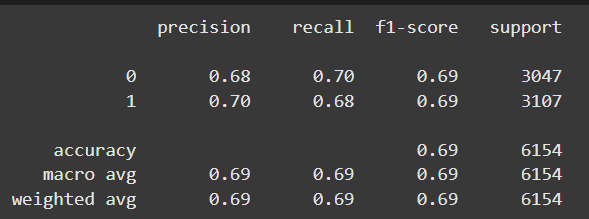 precision recall f1-score support
0 0.68 0.70 0.69 3047
1 0.70 0.68 0.69 3107
accuracy 0.69 6154
macro avg 0.69 0.69 0.69 6154
weighted avg 0.69 0.69 0.69 6154